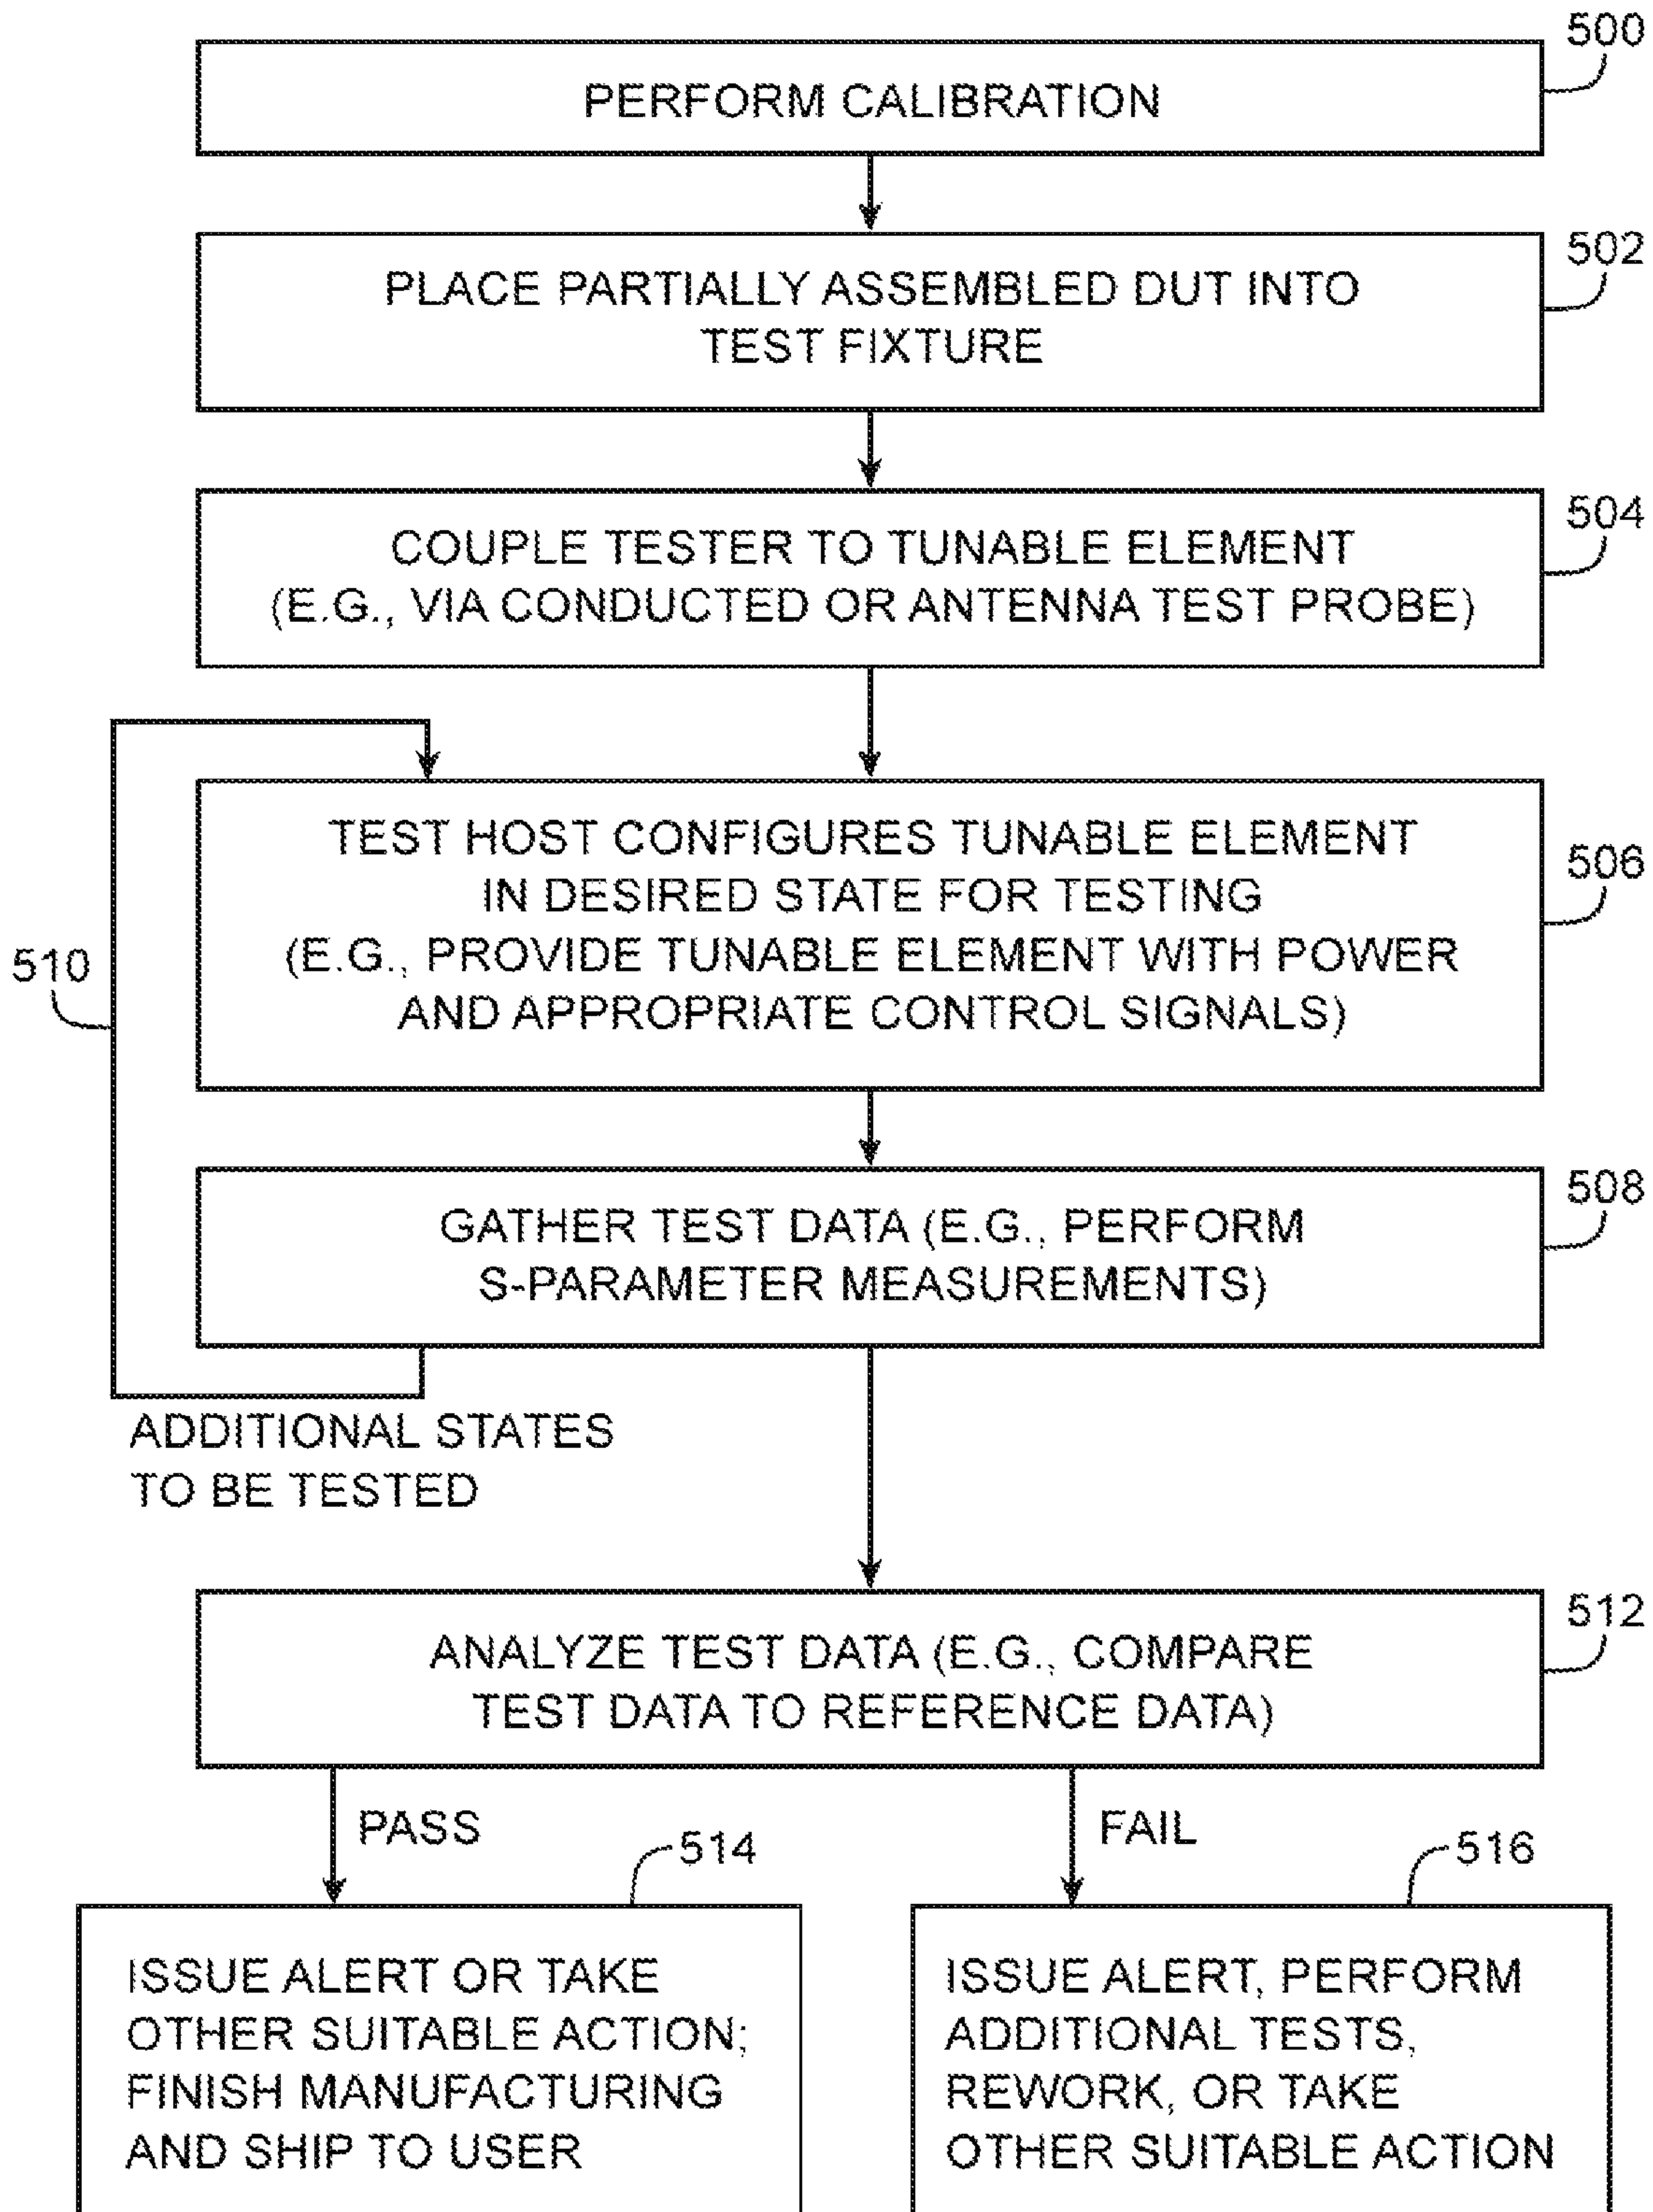 500
PERFORM CALIBRATION
502
PLACE PARTIALLY ASSEMBLED DUT INTO
TEST FIXTURE
504
COUPLE TESTER TO TUNABLE ELEMENT
(E.G., VIA CONDUCTED OR ANTENNA TEST PROBE)
506
TEST HOST CONFIGURES TUNABLE ELEMENT
IN DESIRED STATE FOR TESTING
(E.G., PROVIDE TUNABLE ELEMENT WITH POWER
AND APPROPRIATE CONTROL SIGNALS)
510
508
GATHER TEST DATA (E.G., PERFORM
S-PARAMETER MEASUREMENTS)
ADDITIONAL STATES
TO BE TESTED
512
ANALYZE TEST DATA (E.G., COMPARE
TEST DATA TO REFERENCE DATA)
PASS
FAIL
514
516
ISSUE ALERT OR TAKE
OTHER SUITABLE ACTION;
FINISH MANUFACTURING
AND SHIP TO USER
ISSUE ALERT, PERFORM
ADDITIONAL TESTS,
REWORK, OR TAKE
OTHER SUITABLE ACTION